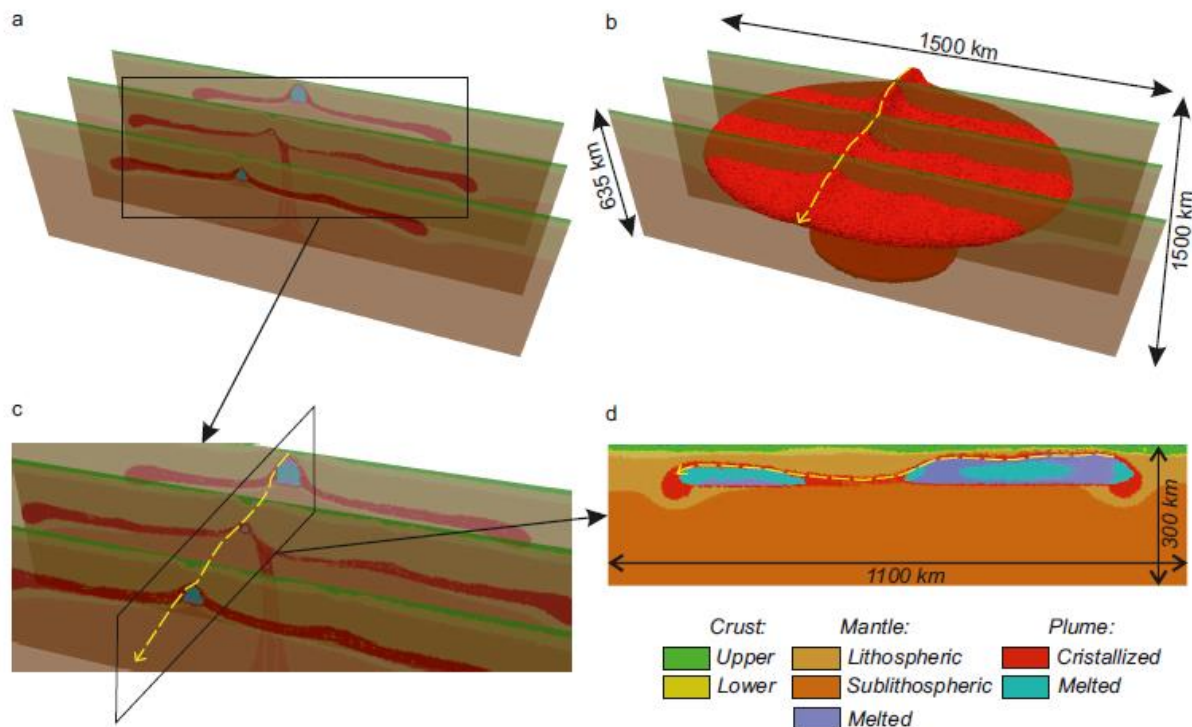 a
b
1500 km
635 km
1500 km
c
d
300 km
1100 km
Crust: Mantle: Plume:
Upper Lithospheric Cristallized
Lower Sublithospheric Melted
Melted